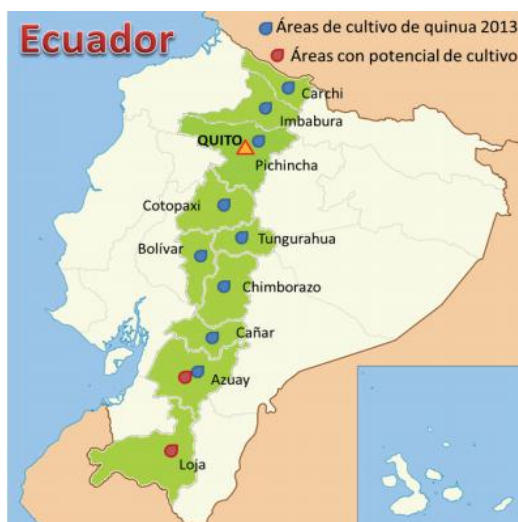 Ecuador
Áreas de cultivo de quinua 2013
Áreas con potencial de cultivo
Carchi
Imbabura
QUITO
Pichincha
Cotopaxi
Tungurahua
Bolívar
Chimborazo
Cañar
Azuay
Loja